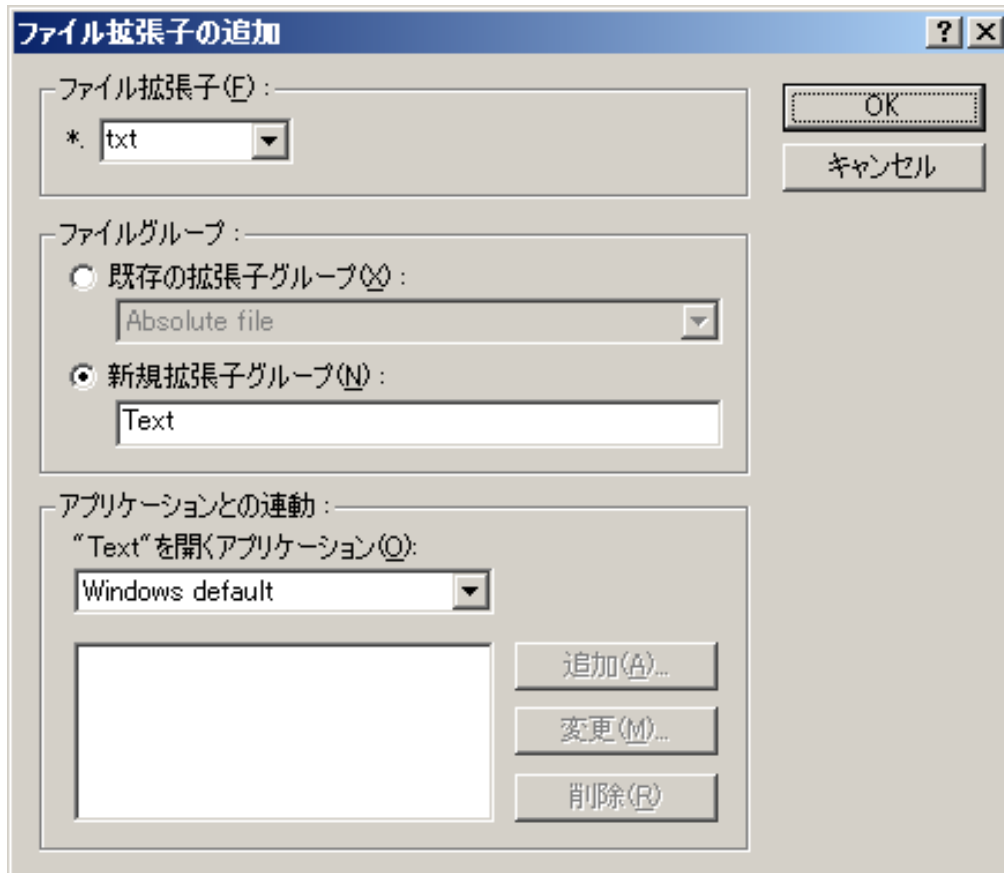 ファイル拡張子の追加
ファイル拡張子(F):
*. txt
OK
キャンセル
ファイルグループ:
既存の拡張子グループ(X):
Absolute file
新規拡張子グループ(N):
Text
アプリケーションとの連動:
"Text"を開くアプリケーション(O):
Windows default
追加(A)...
変更(M)...
削除(R)